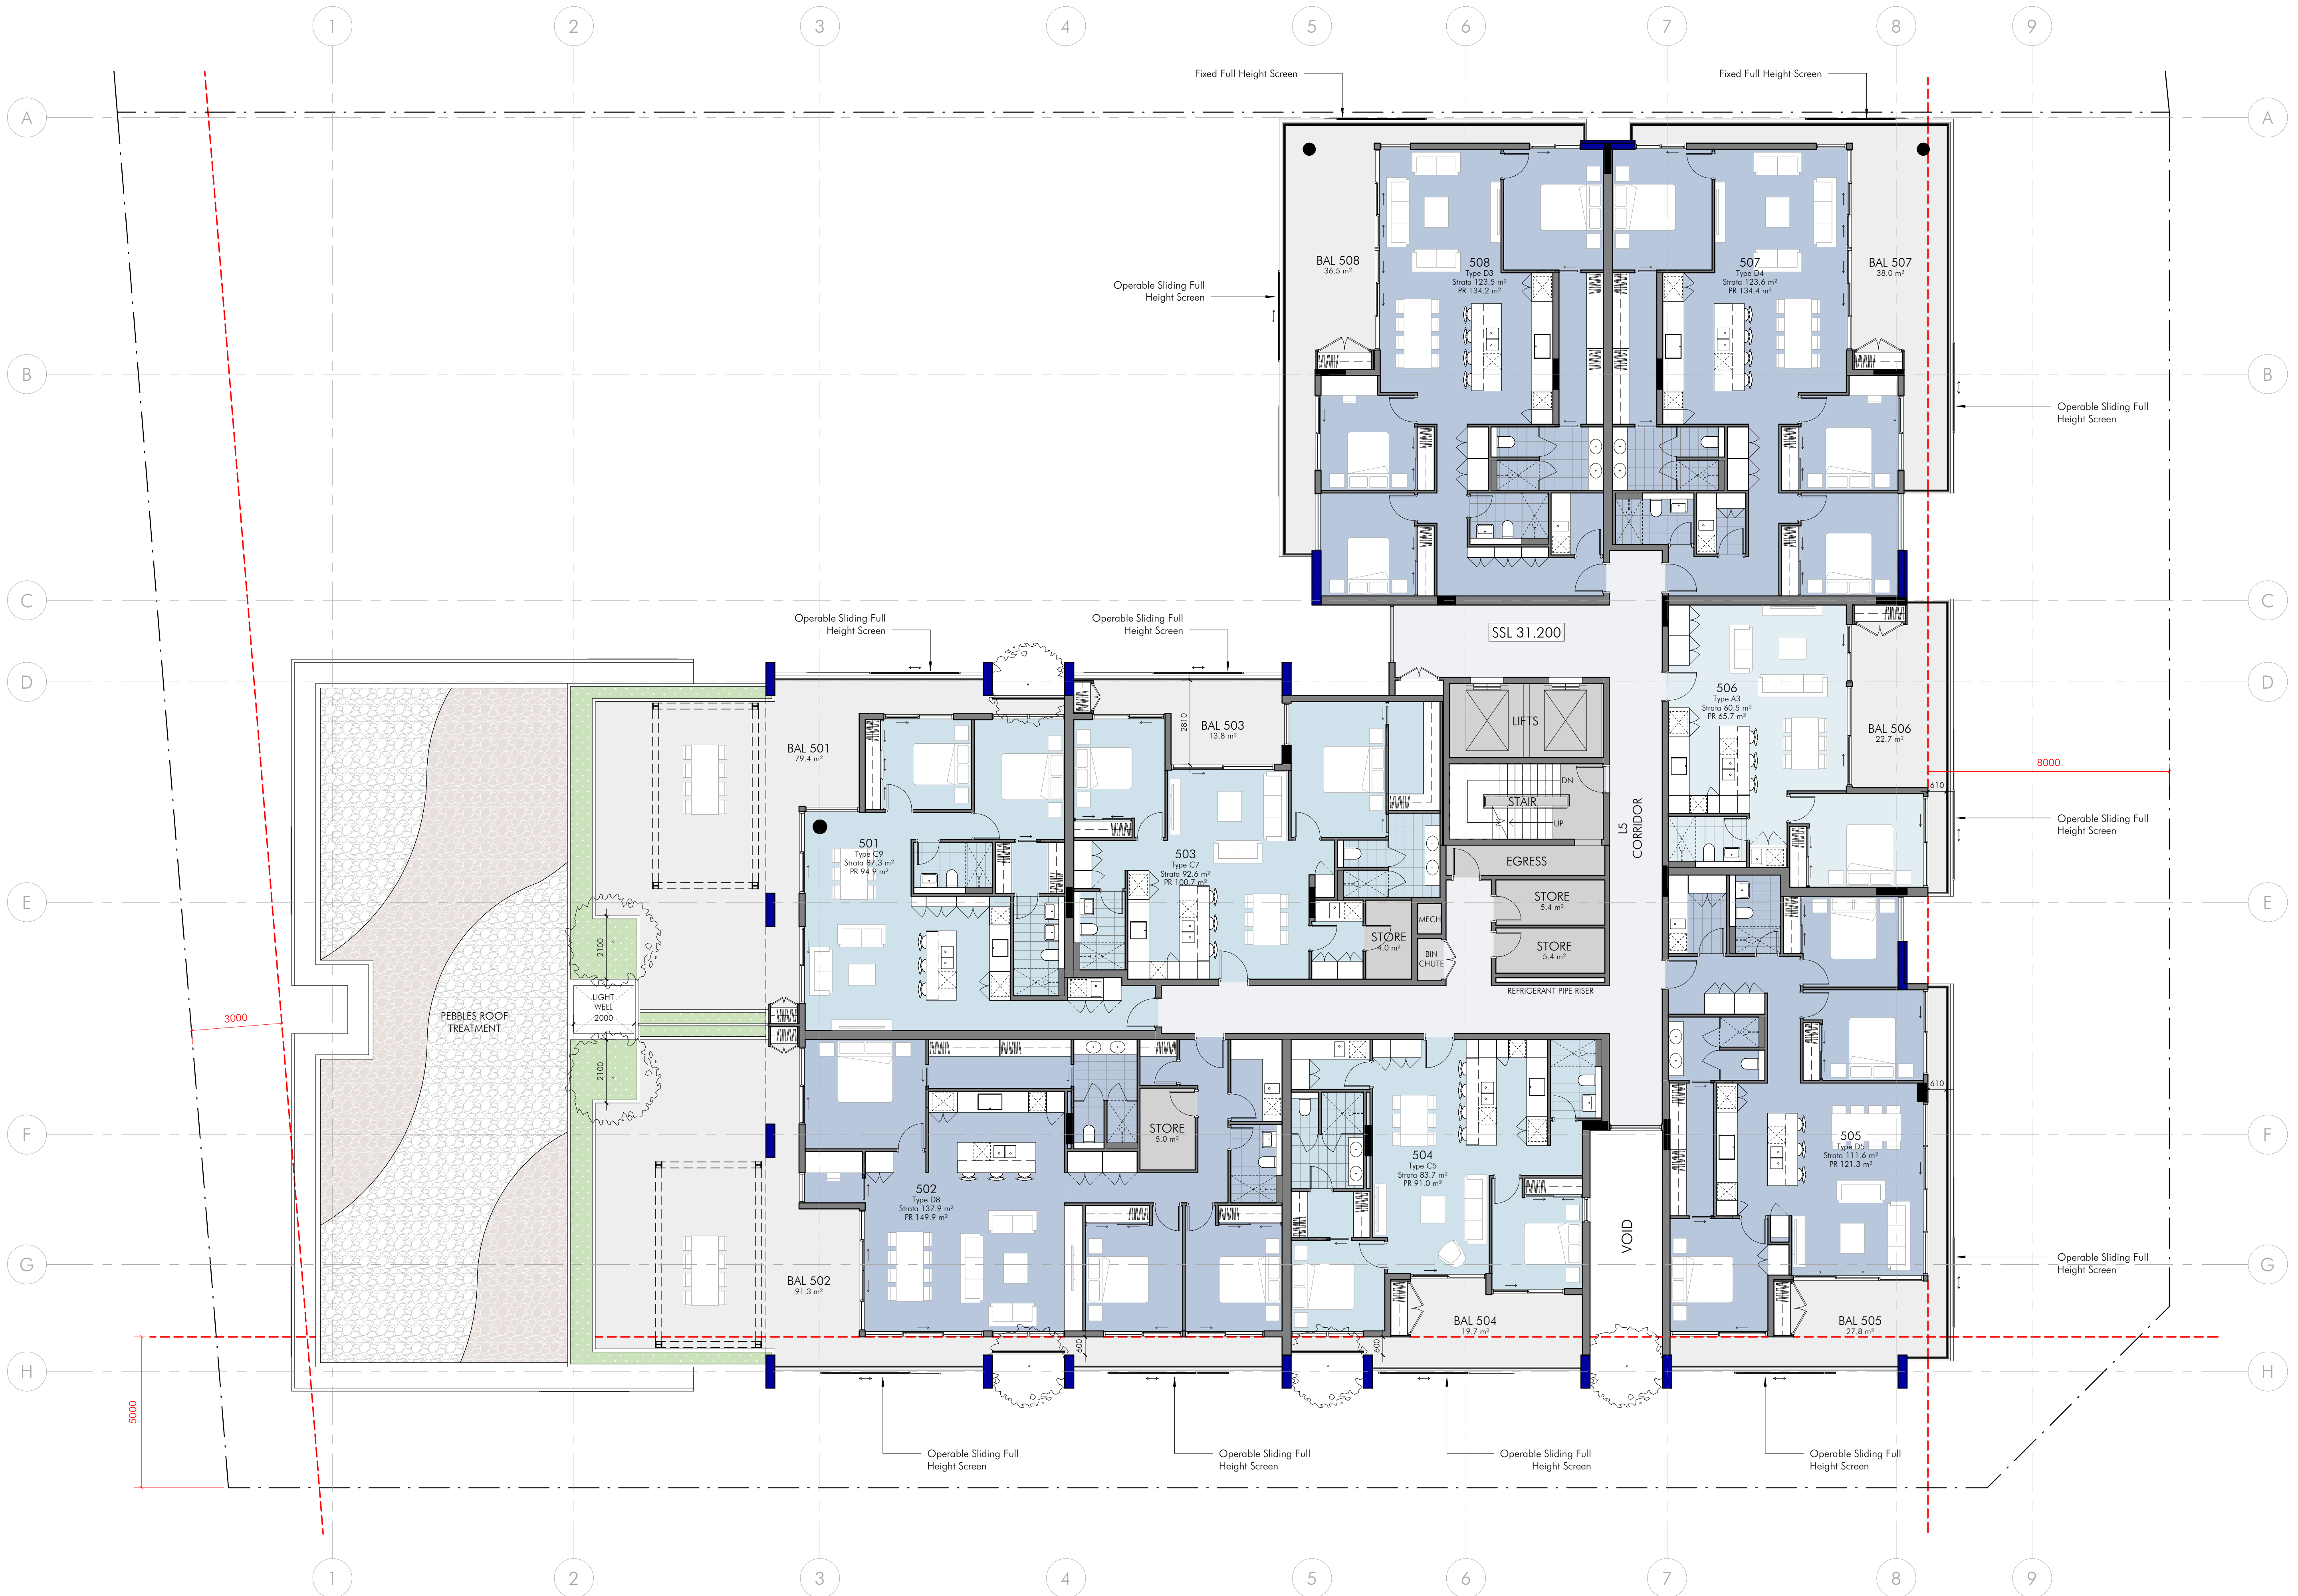 1
2
3
4
5
6
7
8
9
Fixed Full Height Screen
Fixed Full Height Screen
A
A
BAL 508
36.5 m²
508
Type D3
Strata 123.5 m²
PR 134.2 m²
507
Type D4
Strata 123.6 m²
PR 134.4 m²
BAL 507
38.0 m²
Operable Sliding Full
Height Screen
B
B
Operable Sliding Full
Height Screen
C
C
Operable Sliding Full
Height Screen
Operable Sliding Full
Height Screen
SSL 31.200
D
D
506
Type A3
Strata 60.5 m²
PR 65.7 m²
BAL 506
22.7 m²
BAL 501
79.4 m²
2810
BAL 503
13.8 m²
LIFTS
8000
610
DN
STAIR
UP
L5
CORRIDOR
Operable Sliding Full
Height Screen
501
Type C9
Strata 87.3 m²
PR 94.9 m²
503
Type C7
Strata 92.6 m²
PR 100.7 m²
EGRESS
E
E
STORE
5.4 m²
MECH
STORE
4.0 m²
STORE
5.4 m²
BIN
CHUTE
2100
REFRIGERANT PIPE RISER
LIGHT
WELL
2000
3000
PEBBLES ROOF
TREATMENT
2100
610
F
F
STORE
5.0 m²
504
Type C5
Strata 83.7 m²
PR 91.0 m²
505
Type D5
Strata 111.6 m²
PR 121.3 m²
502
Type D8
Strata 137.9 m²
PR 149.9 m²
VOID
G
G
Operable Sliding Full
Height Screen
BAL 502
91.3 m²
BAL 504
19.7 m²
BAL 505
27.8 m²
600
600
H
H
5000
Operable Sliding Full
Height Screen
Operable Sliding Full
Height Screen
Operable Sliding Full
Height Screen
Operable Sliding Full
Height Screen
1
2
3
4
5
6
7
8
9